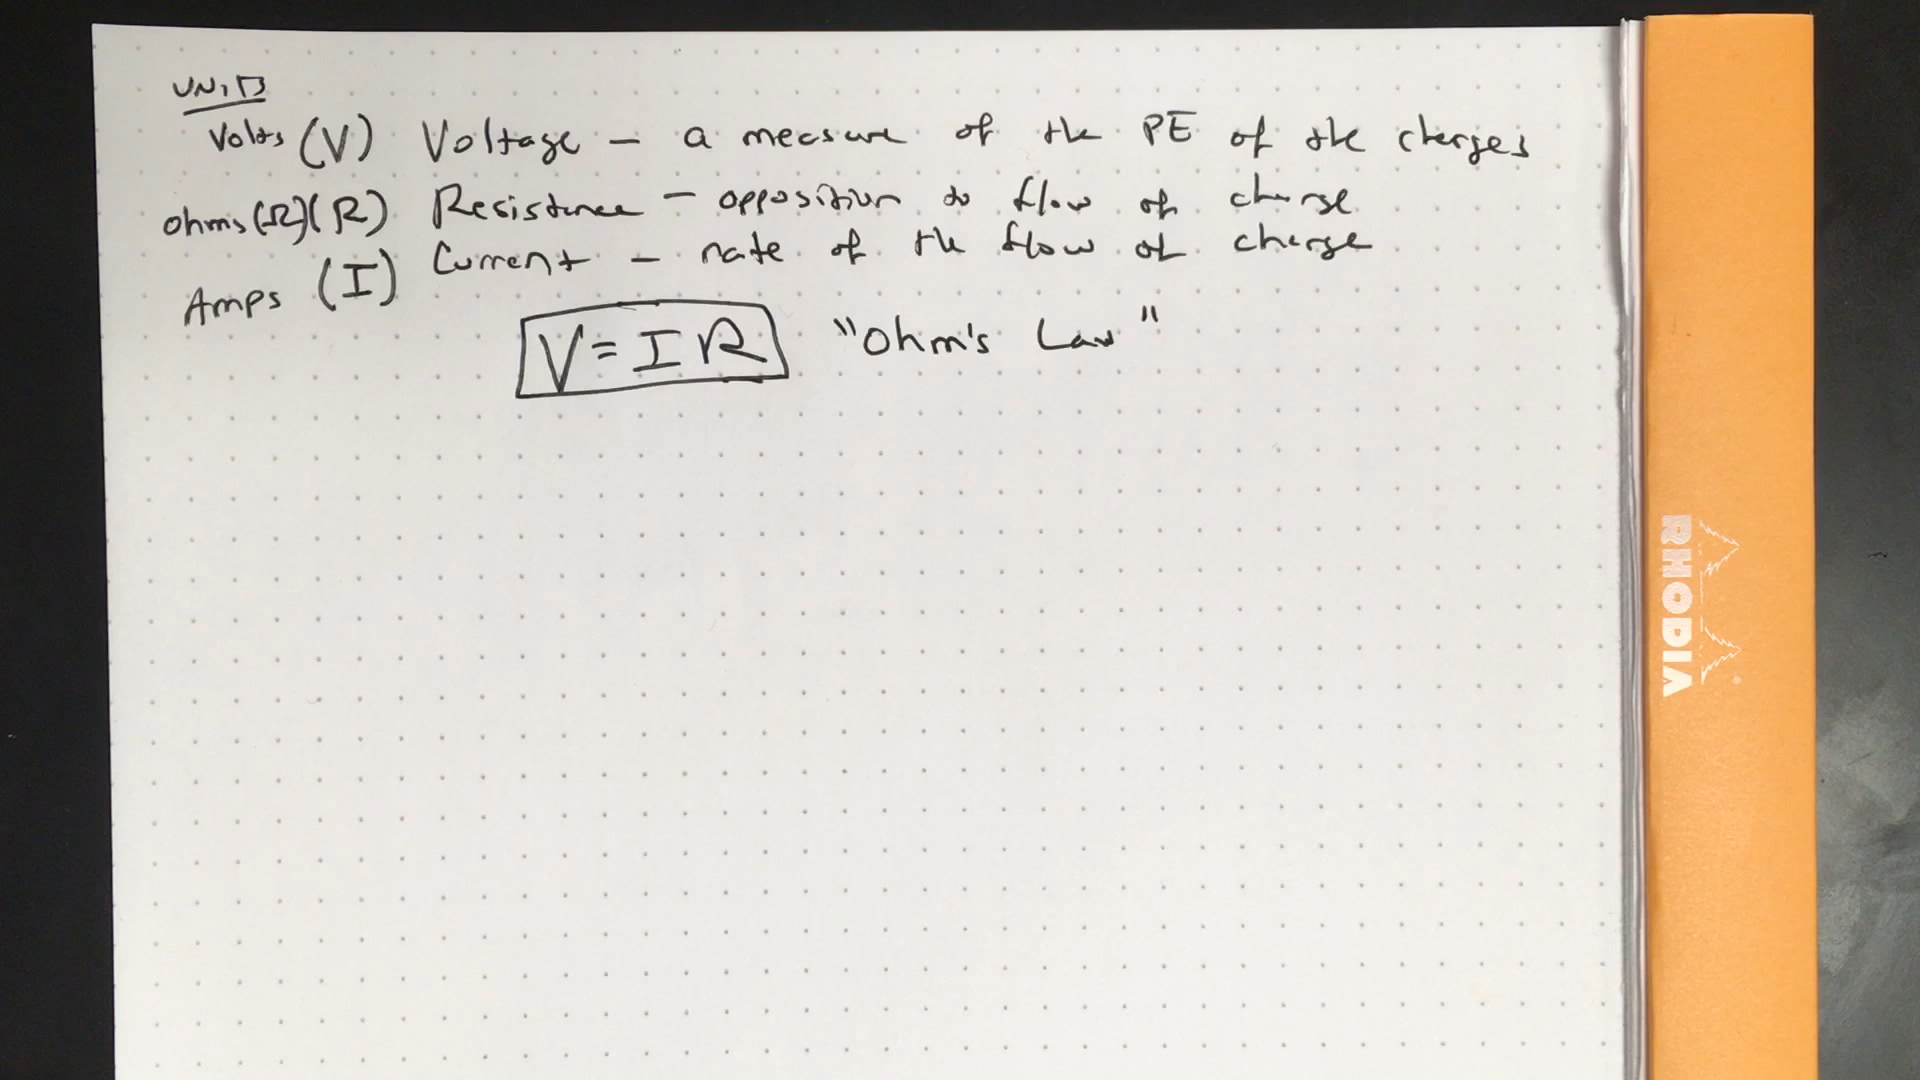 UNITS
Volts (V) Voltage – a measure of the PE of the charges
Ohms (Ω) (R) Resistance – opposition to flow of charge
Amps (I) Current – rate of the flow of charge
V = IR "Ohm's Law"
RHODIA